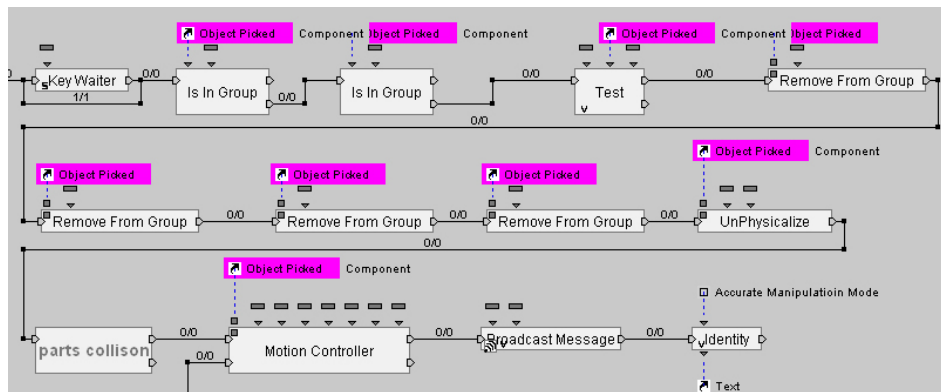 Object Picked Component Object Picked Component Object Picked Component Object Picked
0/0 Key Waiter 0/0 Is In Group 0/0 Is In Group 0/0 Test 0/0 Remove From Group
1/1
0/0
Object Picked Object Picked Object Picked Object Picked Component
Remove From Group 0/0 Remove From Group 0/0 Remove From Group 0/0 UnPhysicalize
0/0
Object Picked Component
Accurate Manipulatioin Mode
parts collison 0/0 0/0 Motion Controller 0/0 Broadcast Message 0/0 Identity
Text